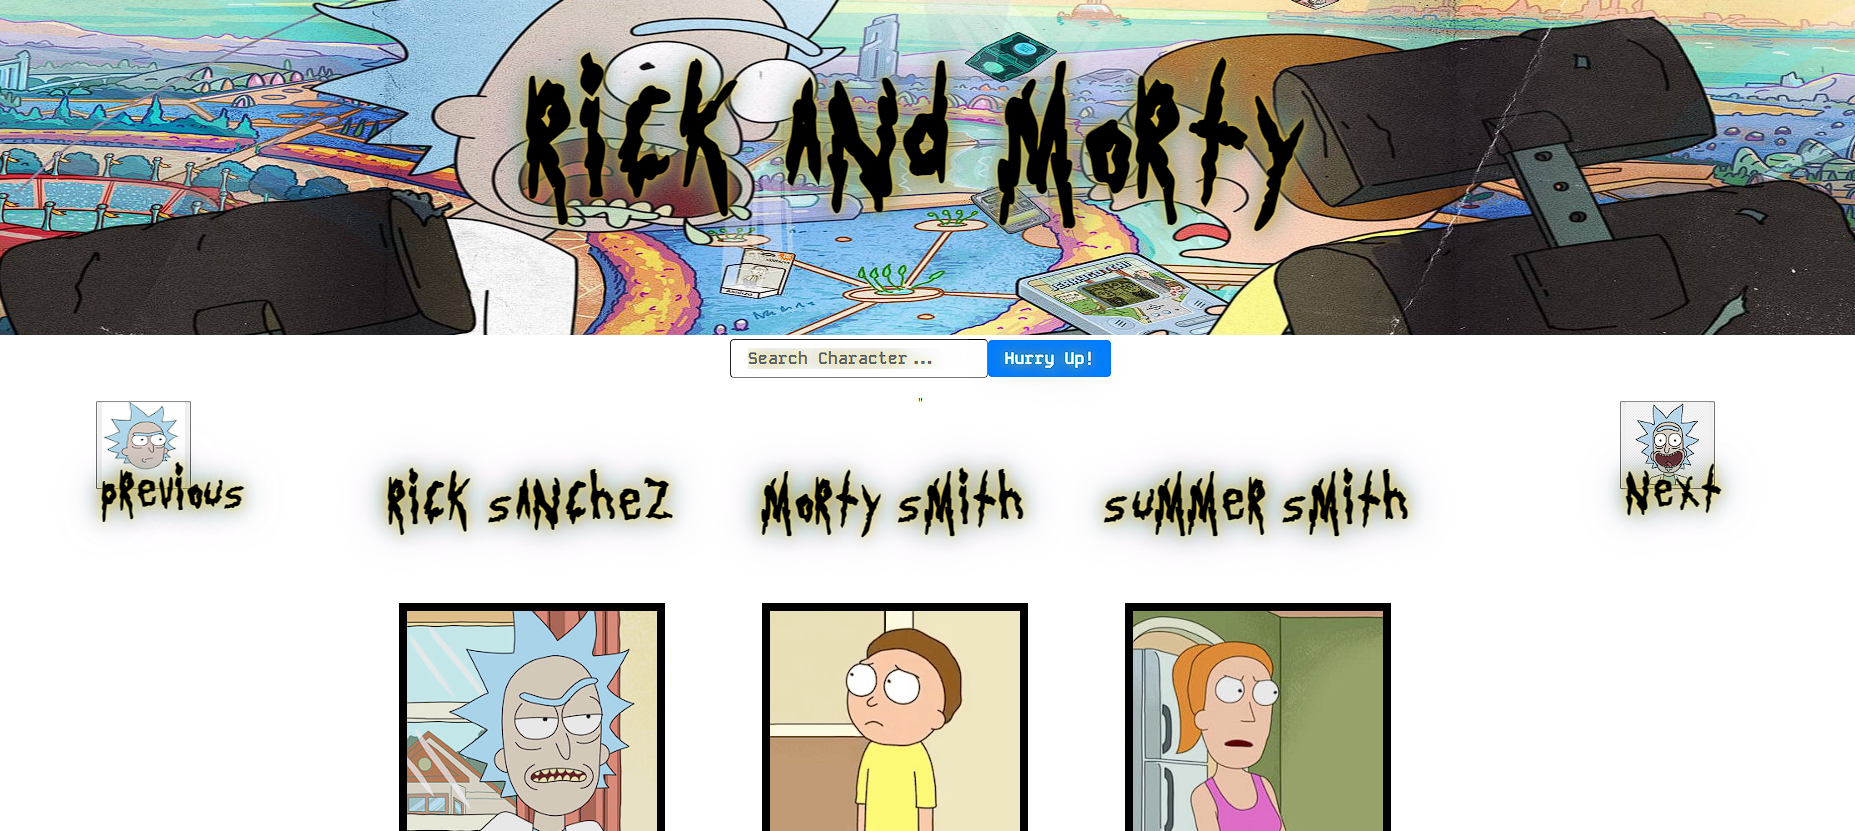 Rick and Morty
Search Character ...
Hurry Up!
"
Previous
Rick Sanchez
Morty Smith
Summer Smith
Next